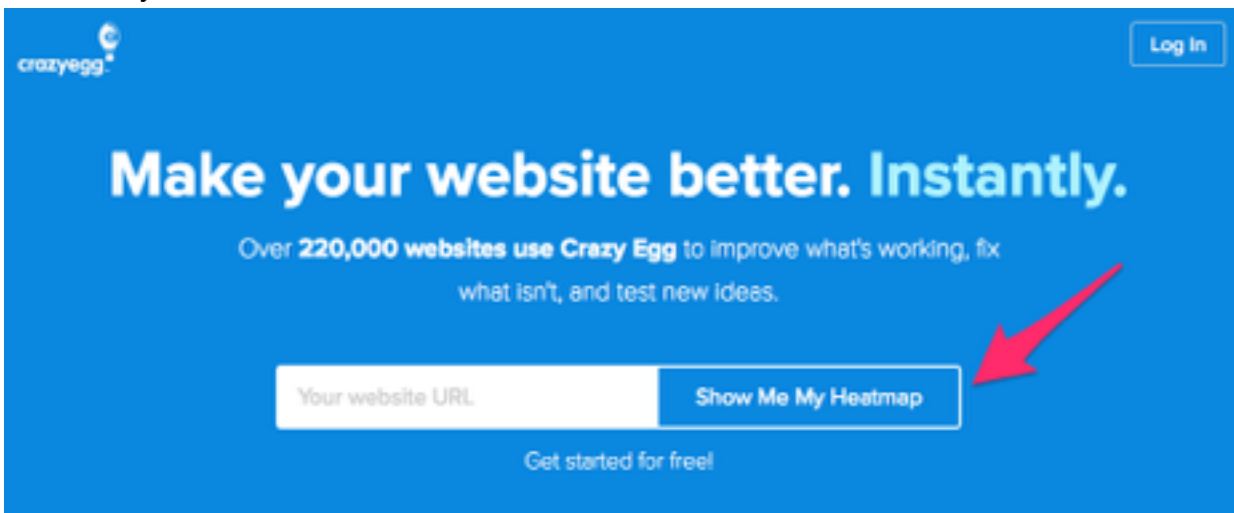 crazyegg
Log In
Make your website better. Instantly.
Over 220,000 websites use Crazy Egg to improve what's working, fix
what isn't, and test new ideas.
Your website URL
Show Me My Heatmap
Get started for free!